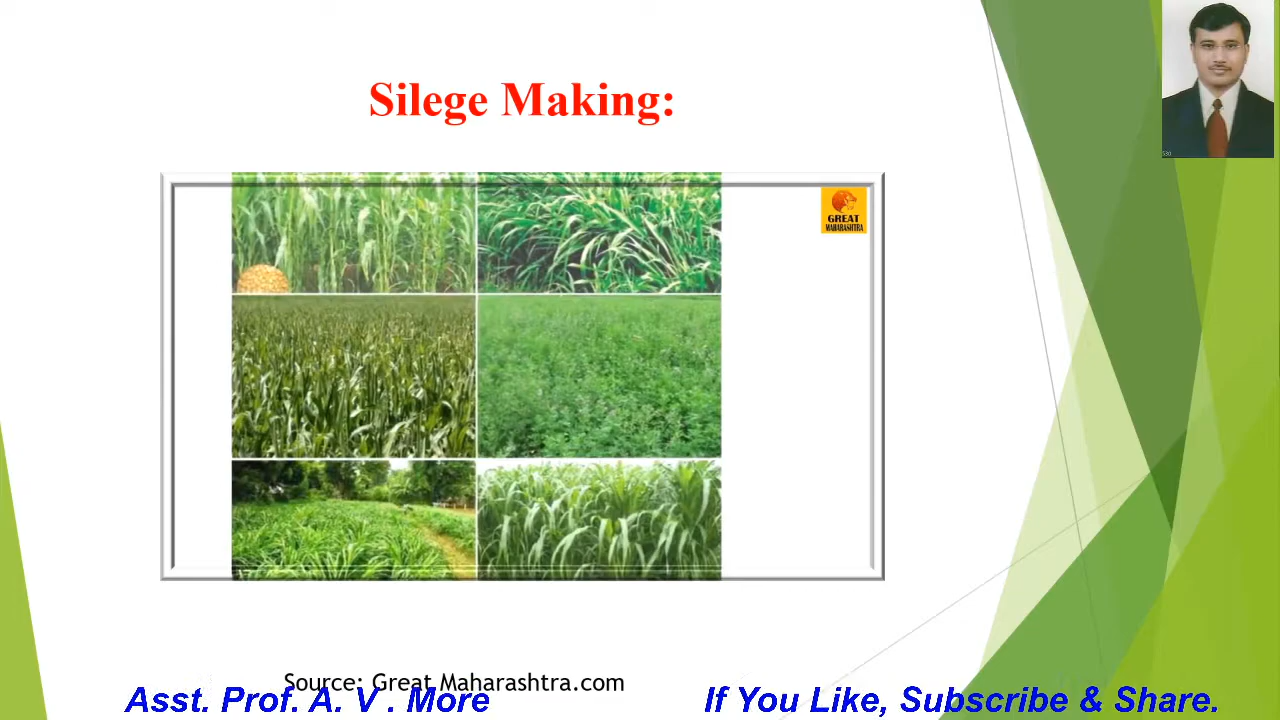 Silege Making:
GREAT
MAHARASHTRA
Source: Great Maharashtra.com
Asst. Prof. A. V . More
If You Like, Subscribe & Share.